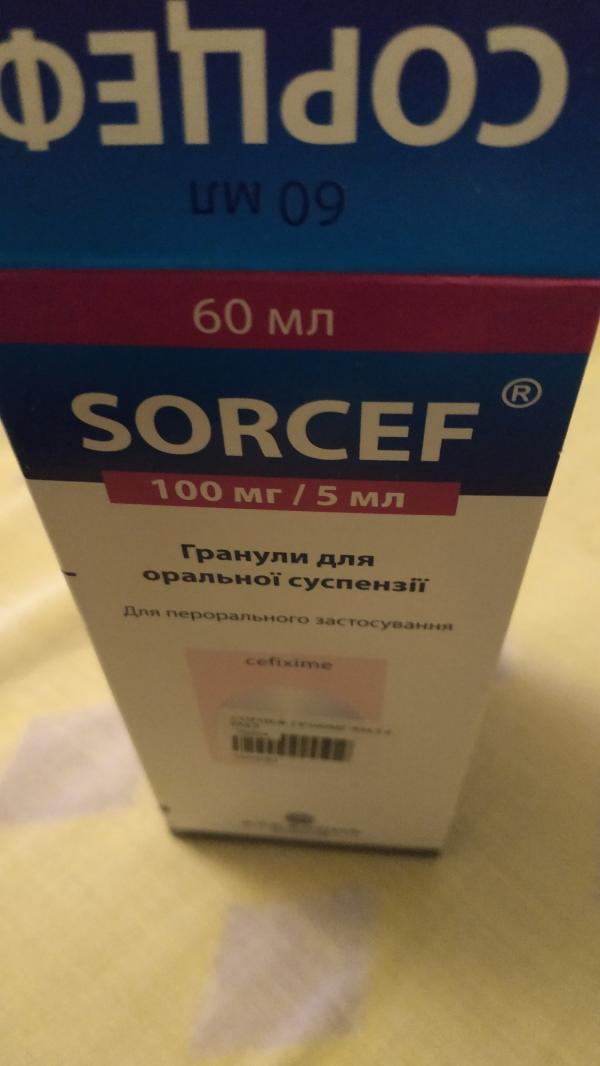 СОРЦЕФ
60 мл
60 мл
SORCEF®
100 мг / 5 мл
Гранули для
оральної суспензії
Для перорального застосування
cefixime